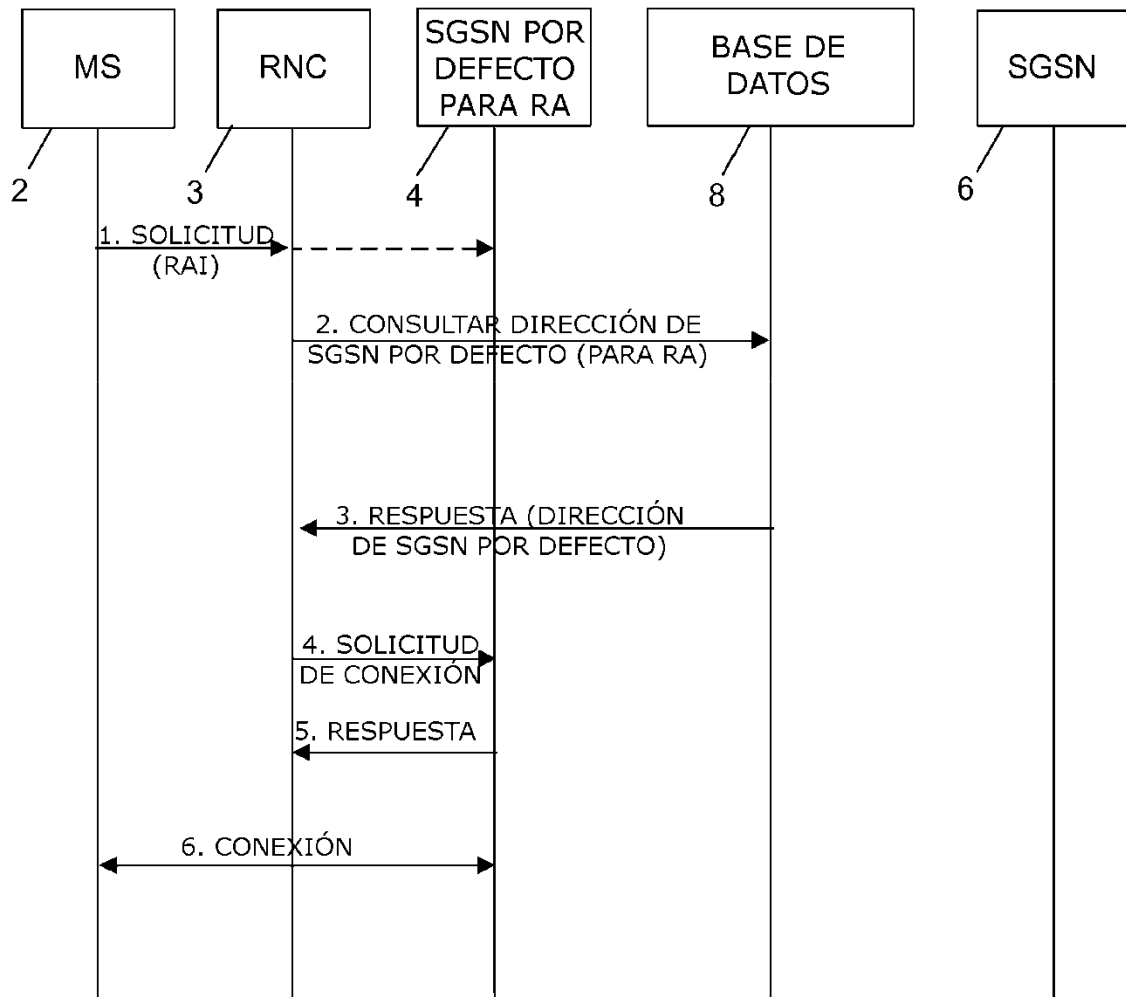 MS
RNC
SGSN POR
DEFECTO
PARA RA
BASE DE
DATOS
SGSN
2
3
4
8
6
1. SOLICITUD
(RAI)
2. CONSULTAR DIRECCIÓN DE
SGSN POR DEFECTO (PARA RA)
3. RESPUESTA (DIRECCIÓN
DE SGSN POR DEFECTO)
4. SOLICITUD
DE CONEXIÓN
5. RESPUESTA
6. CONEXIÓN